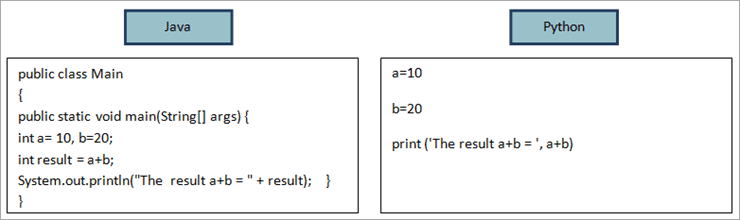 Java
public class Main
{
public static void main(String[] args) {
int a= 10, b=20;
int result = a+b;
System.out.println("The  result a+b = " + result);    }
}
Python
a=10
b=20
print ('The result a+b = ', a+b)